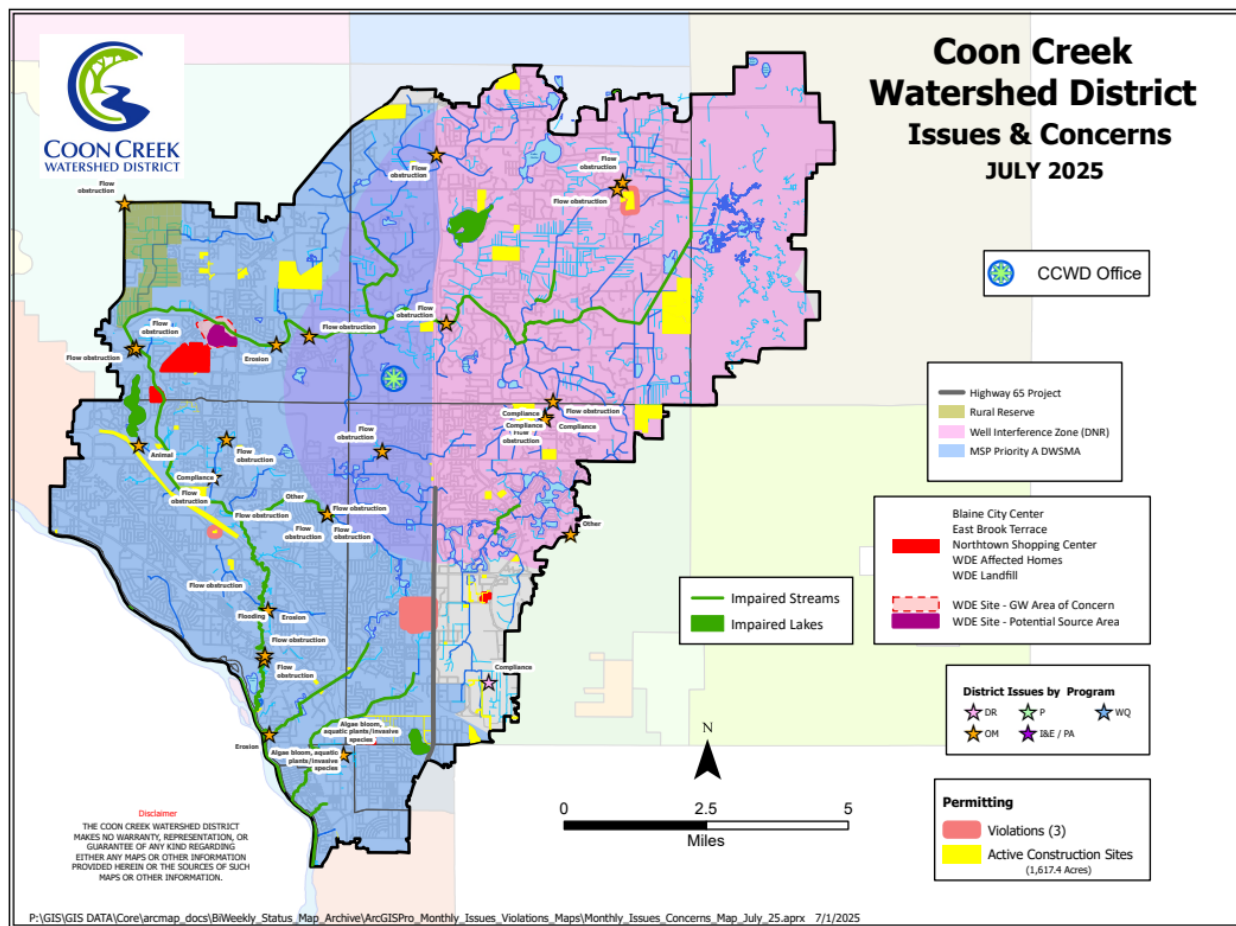 Coon Creek
Watershed District
Issues & Concerns
JULY 2025
COON CREEK
WATERSHED DISTRICT
CCWD Office
Highway 65 Project
Rural Reserve
Well Interference Zone (DNR)
MSP Priority A DWSMA
Blaine City Center
East Brook Terrace
Northtown Shopping Center
WDE Affected Homes
WDE Landfill
WDE Site - GW Area of Concern
WDE Site - Potential Source Area
Impaired Streams
Impaired Lakes
District Issues by Program
DR
P
WQ
OM
I&E / PA
Permitting
Violations (3)
Active Construction Sites
(1,617.4 Acres)
N
0
2.5
5
Miles
Flow
obstruction
Flow
obstruction
Flow
obstruction
Flow obstruction
Flow
obstruction
Flow obstruction
Flow
obstruction
Flow obstruction
Erosion
Flow obstruction
Compliance
Compliance
Compliance
Flow
obstruction
Flow
obstruction
Animal
Flow
obstruction
Compliance
Flow
obstruction
Other
Flow obstruction
Flow obstruction
Flow
obstruction
Flow
obstruction
Other
Flow obstruction
Flooding
Erosion
Flow obstruction
Flow
obstruction
Compliance
Erosion
Algae bloom,
aquatic plants/invasive
species
Algae bloom, aquatic
plants/invasive
species
Disclaimer
THE COON CREEK WATERSHED DISTRICT
MAKES NO WARRANTY, REPRESENTATION, OR
GUARANTEE OF ANY KIND REGARDING
EITHER ANY MAPS OR OTHER INFORMATION
PROVIDED HEREIN OR THE SOURCES OF SUCH
MAPS OR OTHER INFORMATION.
P:\GIS\GIS DATA\Core\arcmap_docs\BiWeekly_Status_Map_Archive\ArcGISPro_Monthly_Issues_Violations_Maps\Monthly_Issues_Concerns_Map_July_25.aprx 7/1/2025